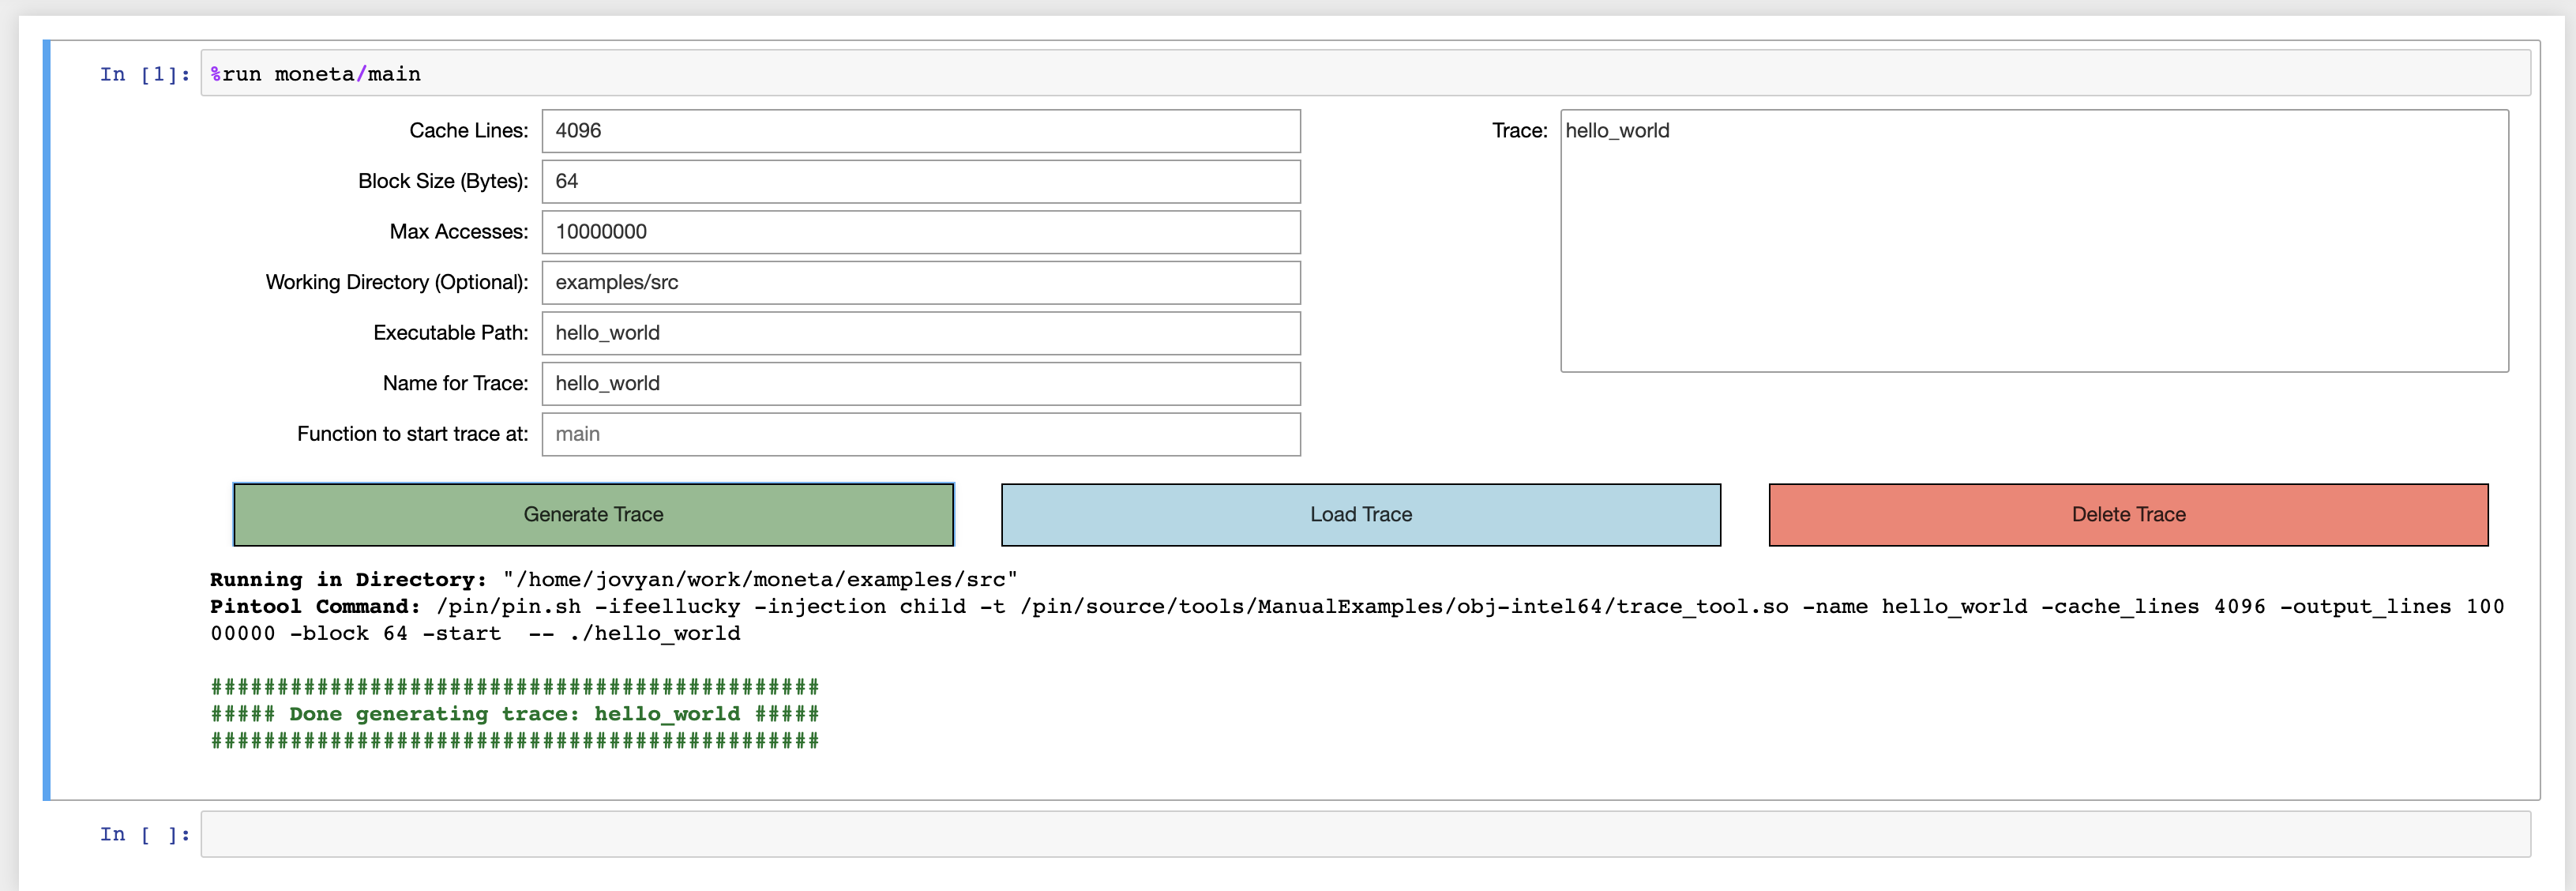 In [1]: %run moneta/main
Cache Lines: 4096
Block Size (Bytes): 64
Max Accesses: 10000000
Working Directory (Optional): examples/src
Executable Path: hello_world
Name for Trace: hello_world
Function to start trace at: main
Trace: hello_world
Generate Trace
Load Trace
Delete Trace
Running in Directory: "/home/jovyan/work/moneta/examples/src"
Pintool Command: /pin/pin.sh -ifeellucky -injection child -t /pin/source/tools/ManualExamples/obj-intel64/trace_tool.so -name hello_world -cache_lines 4096 -output_lines 100
00000 -block 64 -start  -- ./hello_world
##############################################
##### Done generating trace: hello_world #####
##############################################
In [ ]: